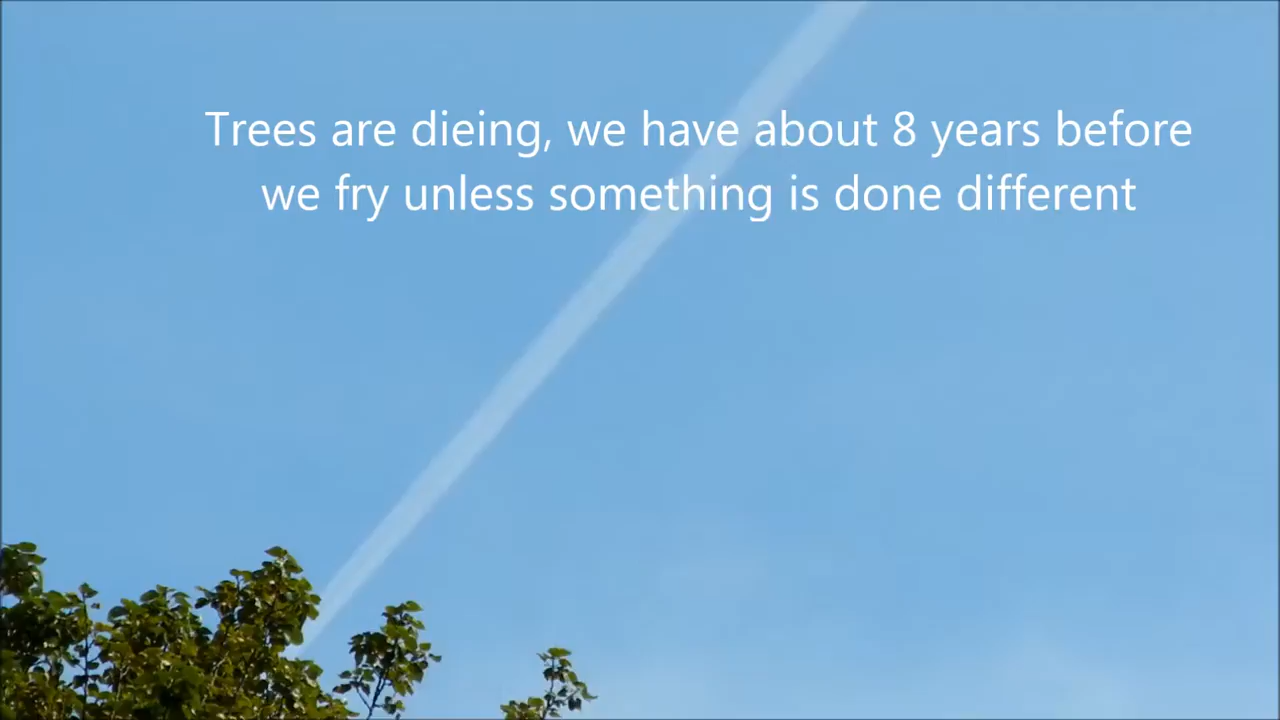 Trees are dieing, we have about 8 years before
we fry unless something is done different